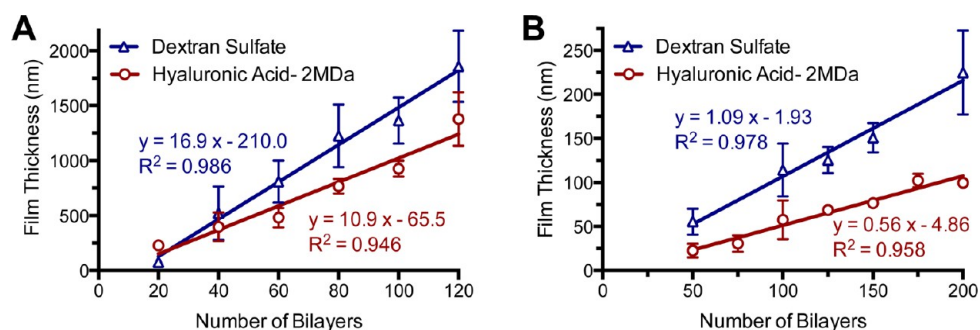 A
Film Thickness (nm)
2000
1500
1000
500
0
Dextran Sulfate
Hyaluronic Acid- 2MDa
y = 16.9 x - 210.0
R² = 0.986
y = 10.9 x - 65.5
R² = 0.946
0 20 40 60 80 100 120
Number of Bilayers
B
Film Thickness (nm)
250
200
150
100
50
0
Dextran Sulfate
Hyaluronic Acid- 2MDa
y = 1.09 x - 1.93
R² = 0.978
y = 0.56 x - 4.86
R² = 0.958
0 50 100 150 200
Number of Bilayers